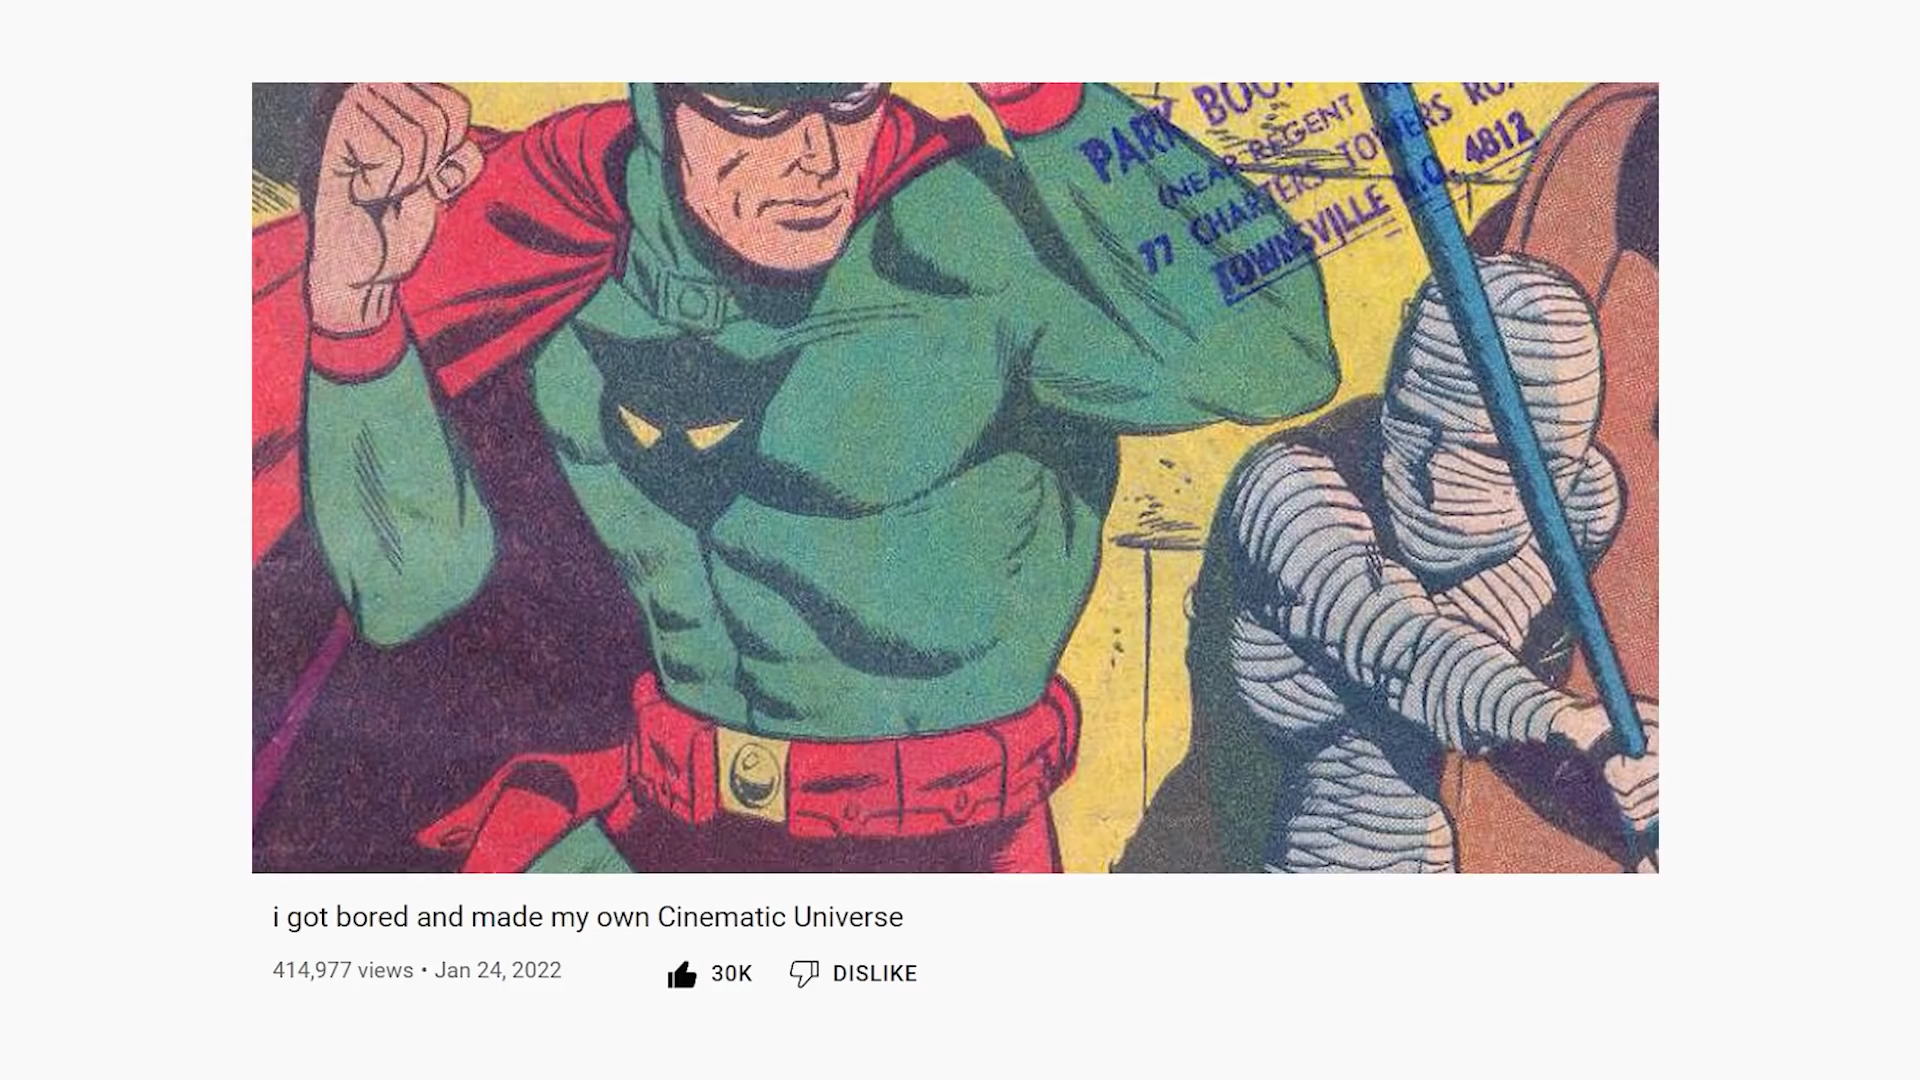 PARK
(NEAR REGENT
77 CHARTERS TOWERS
TOWNSVILLE 4812
i got bored and made my own Cinematic Universe
414,977 views • Jan 24, 2022
30K
DISLIKE